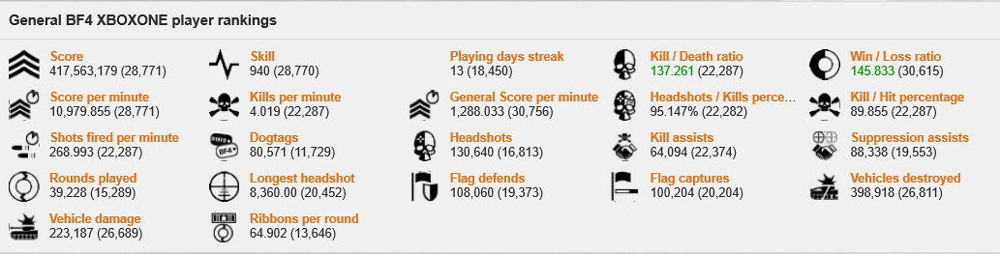 General BF4 XBOXONE player rankings
Score
417,563,179 (28,771)
Skill
940 (28,770)
Playing days streak
13 (18,450)
Kill / Death ratio
137.261 (22,287)
Win / Loss ratio
145.833 (30,615)
Score per minute
10,979.855 (28,771)
Kills per minute
4.019 (22,287)
General Score per minute
1,288.033 (30,756)
Headshots / Kills perce...
95.147% (22,282)
Kill / Hit percentage
89.855 (22,287)
Shots fired per minute
268.993 (22,287)
BF4
Dogtags
80,571 (11,729)
Headshots
130,640 (16,813)
Kill assists
64,094 (22,374)
Suppression assists
88,338 (19,553)
Rounds played
39,228 (15,289)
Longest headshot
8,360.00 (20,452)
Flag defends
108,060 (19,373)
Flag captures
100,204 (20,204)
Vehicles destroyed
398,918 (26,811)
Vehicle damage
223,187 (26,689)
Ribbons per round
64.902 (13,646)